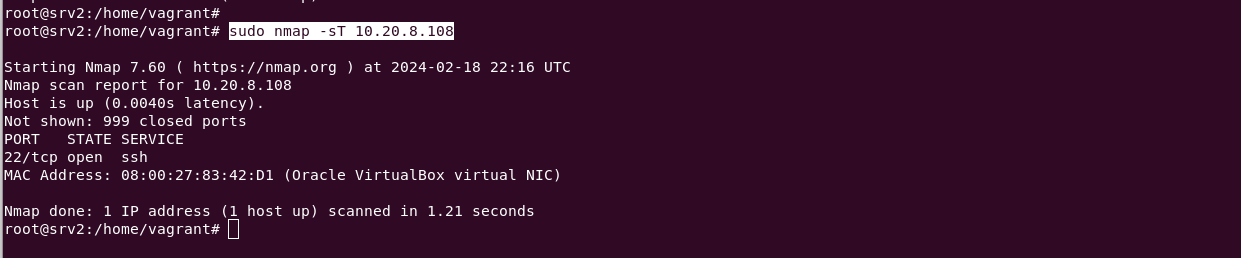 root@srv2:/home/vagrant#
root@srv2:/home/vagrant# sudo nmap -sT 10.20.8.108
Starting Nmap 7.60 ( https://nmap.org ) at 2024-02-18 22:16 UTC
Nmap scan report for 10.20.8.108
Host is up (0.0040s latency).
Not shown: 999 closed ports
PORT   STATE SERVICE
22/tcp open  ssh
MAC Address: 08:00:27:83:42:D1 (Oracle VirtualBox virtual NIC)
Nmap done: 1 IP address (1 host up) scanned in 1.21 seconds
root@srv2:/home/vagrant#